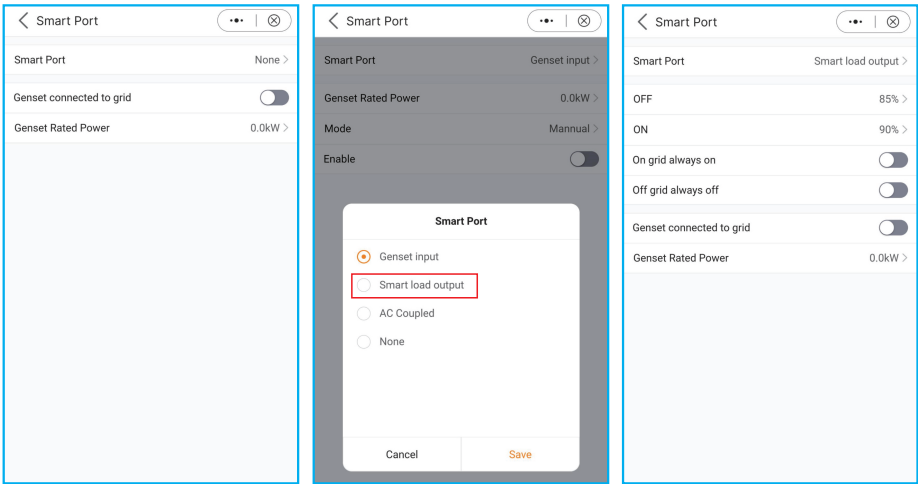 Smart Port
Smart Port None
Genset connected to grid
Genset Rated Power 0.0kW
Smart Port
Smart Port Genset input
Genset Rated Power 0.0kW
Mode Mannual
Enable
Smart Port
Genset input
Smart load output
AC Coupled
None
Cancel Save
Smart Port
Smart Port Smart load output
OFF 85%
ON 90%
On grid always on
Off grid always off
Genset connected to grid
Genset Rated Power 0.0kW